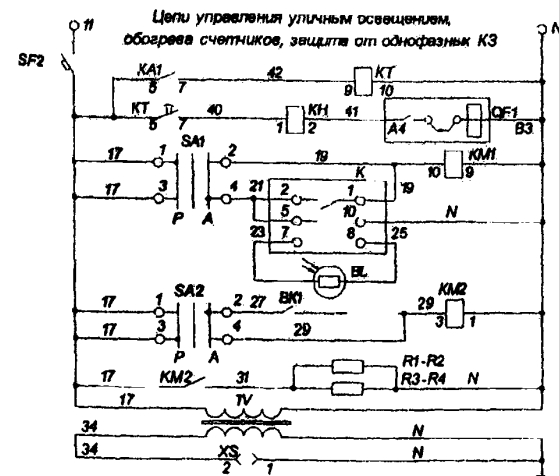 Цепи управления уличным освещением,
обогрева счетчиков, защита от однофазных КЗ
11 N
SF2
KA1 42 KT
5 7 9 10
KT 40 KH 41 QF1
5 7 1 2 A4 B3
SA1
17 1 2 19 KM1
K 10 9
17 3 4 21 2 1 19
P A 5 10 N
23 7 8 25
BL
SA2 KM2
17 1 2 27 BK1 29
17 3 4 29 3 1
P A
R1-R2
17 KM2 31 R3-R4 N
17 TV
34 N
34 XS N
2 1